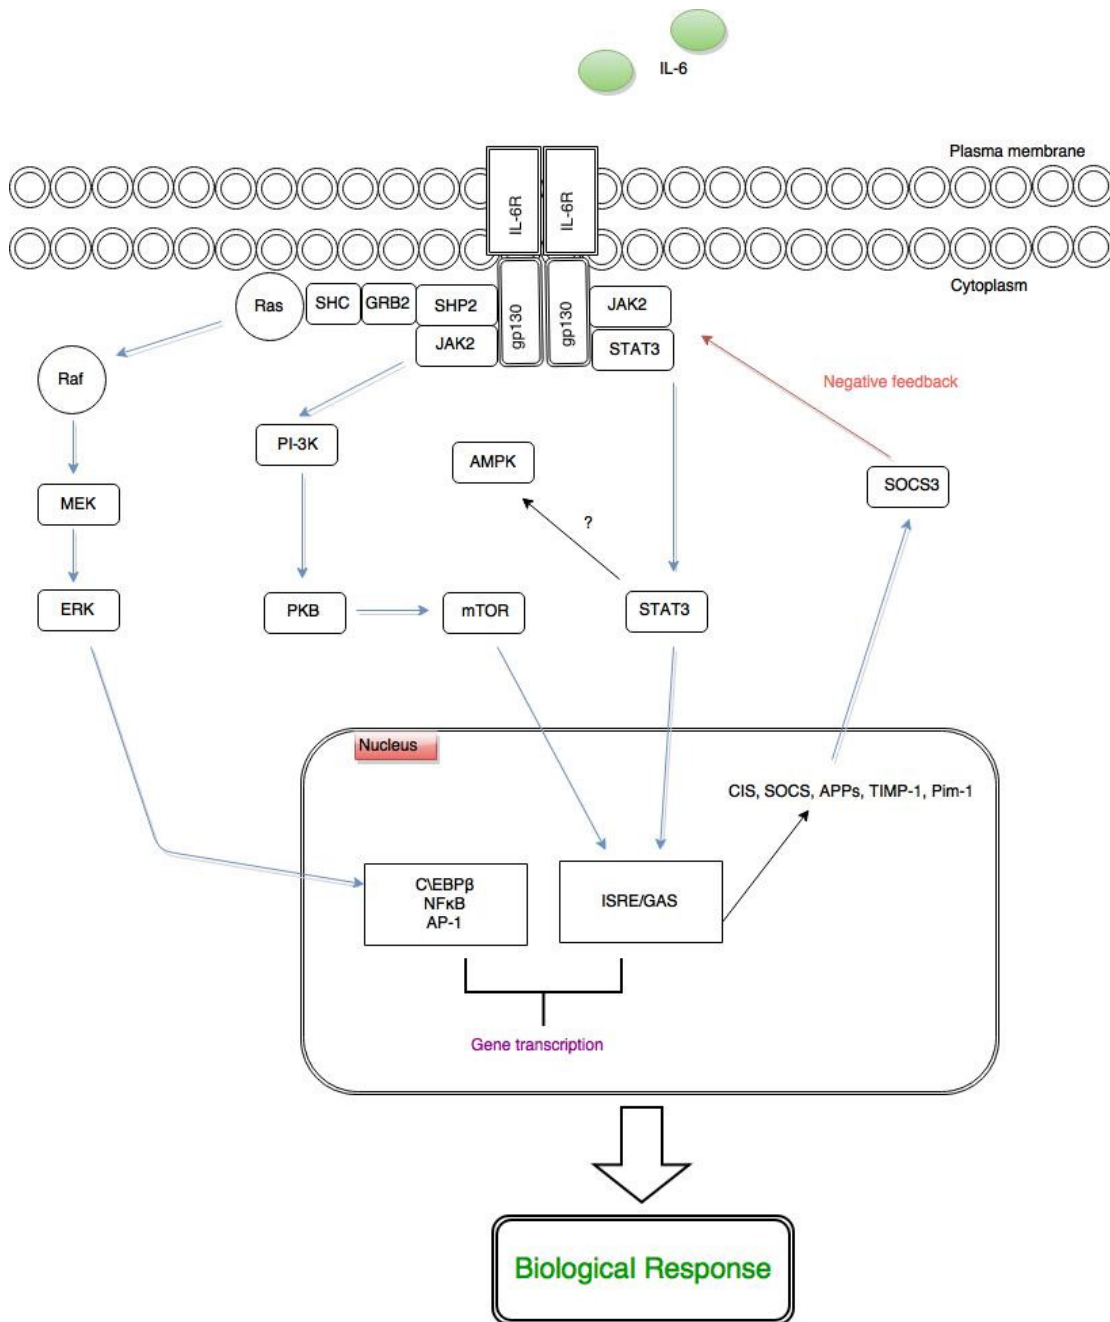 IL-6
Plasma membrane
IL-6R
IL-6R
Cytoplasm
Ras
SHC
GRB2
SHP2
JAK2
gp130
gp130
JAK2
STAT3
Raf
Negative feedback
PI-3K
AMPK
SOCS3
MEK
?
ERK
PKB
mTOR
STAT3
Nucleus
CIS, SOCS, APPs, TIMP-1, Pim-1
C\EBPβ
NFκB
AP-1
ISRE/GAS
Gene transcription
Biological Response